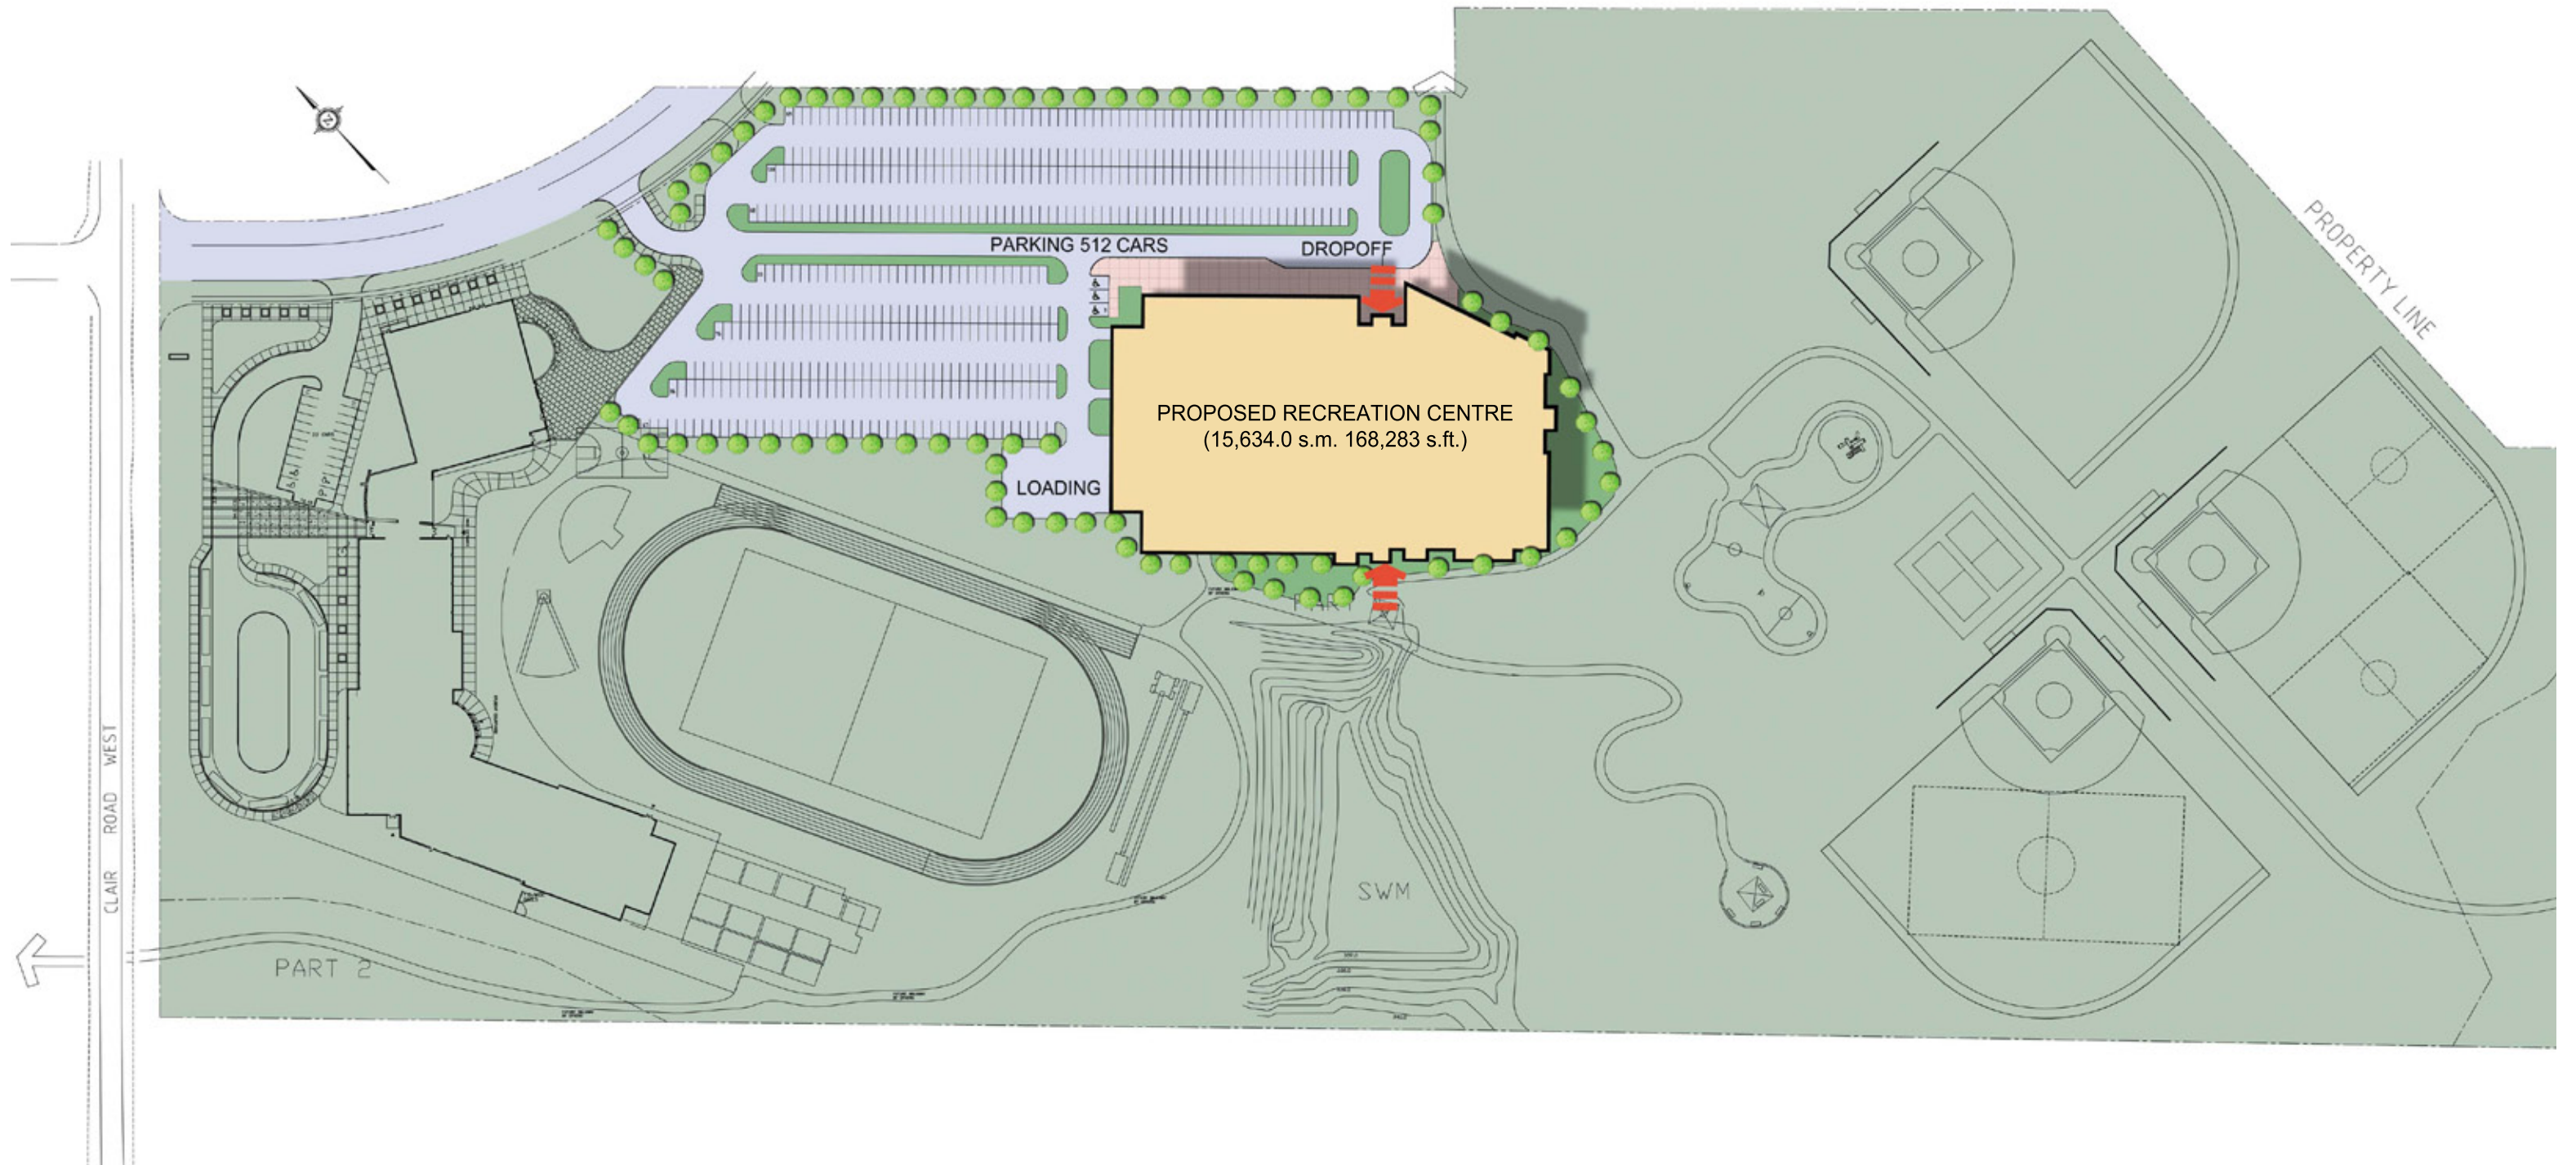 PARKING 512 CARS
DROPOFF
PROPERTY LINE
PROPOSED RECREATION CENTRE
(15,634.0 s.m. 168,283 s.ft.)
LOADING
CLAIR ROAD WEST
SWM
PART 2